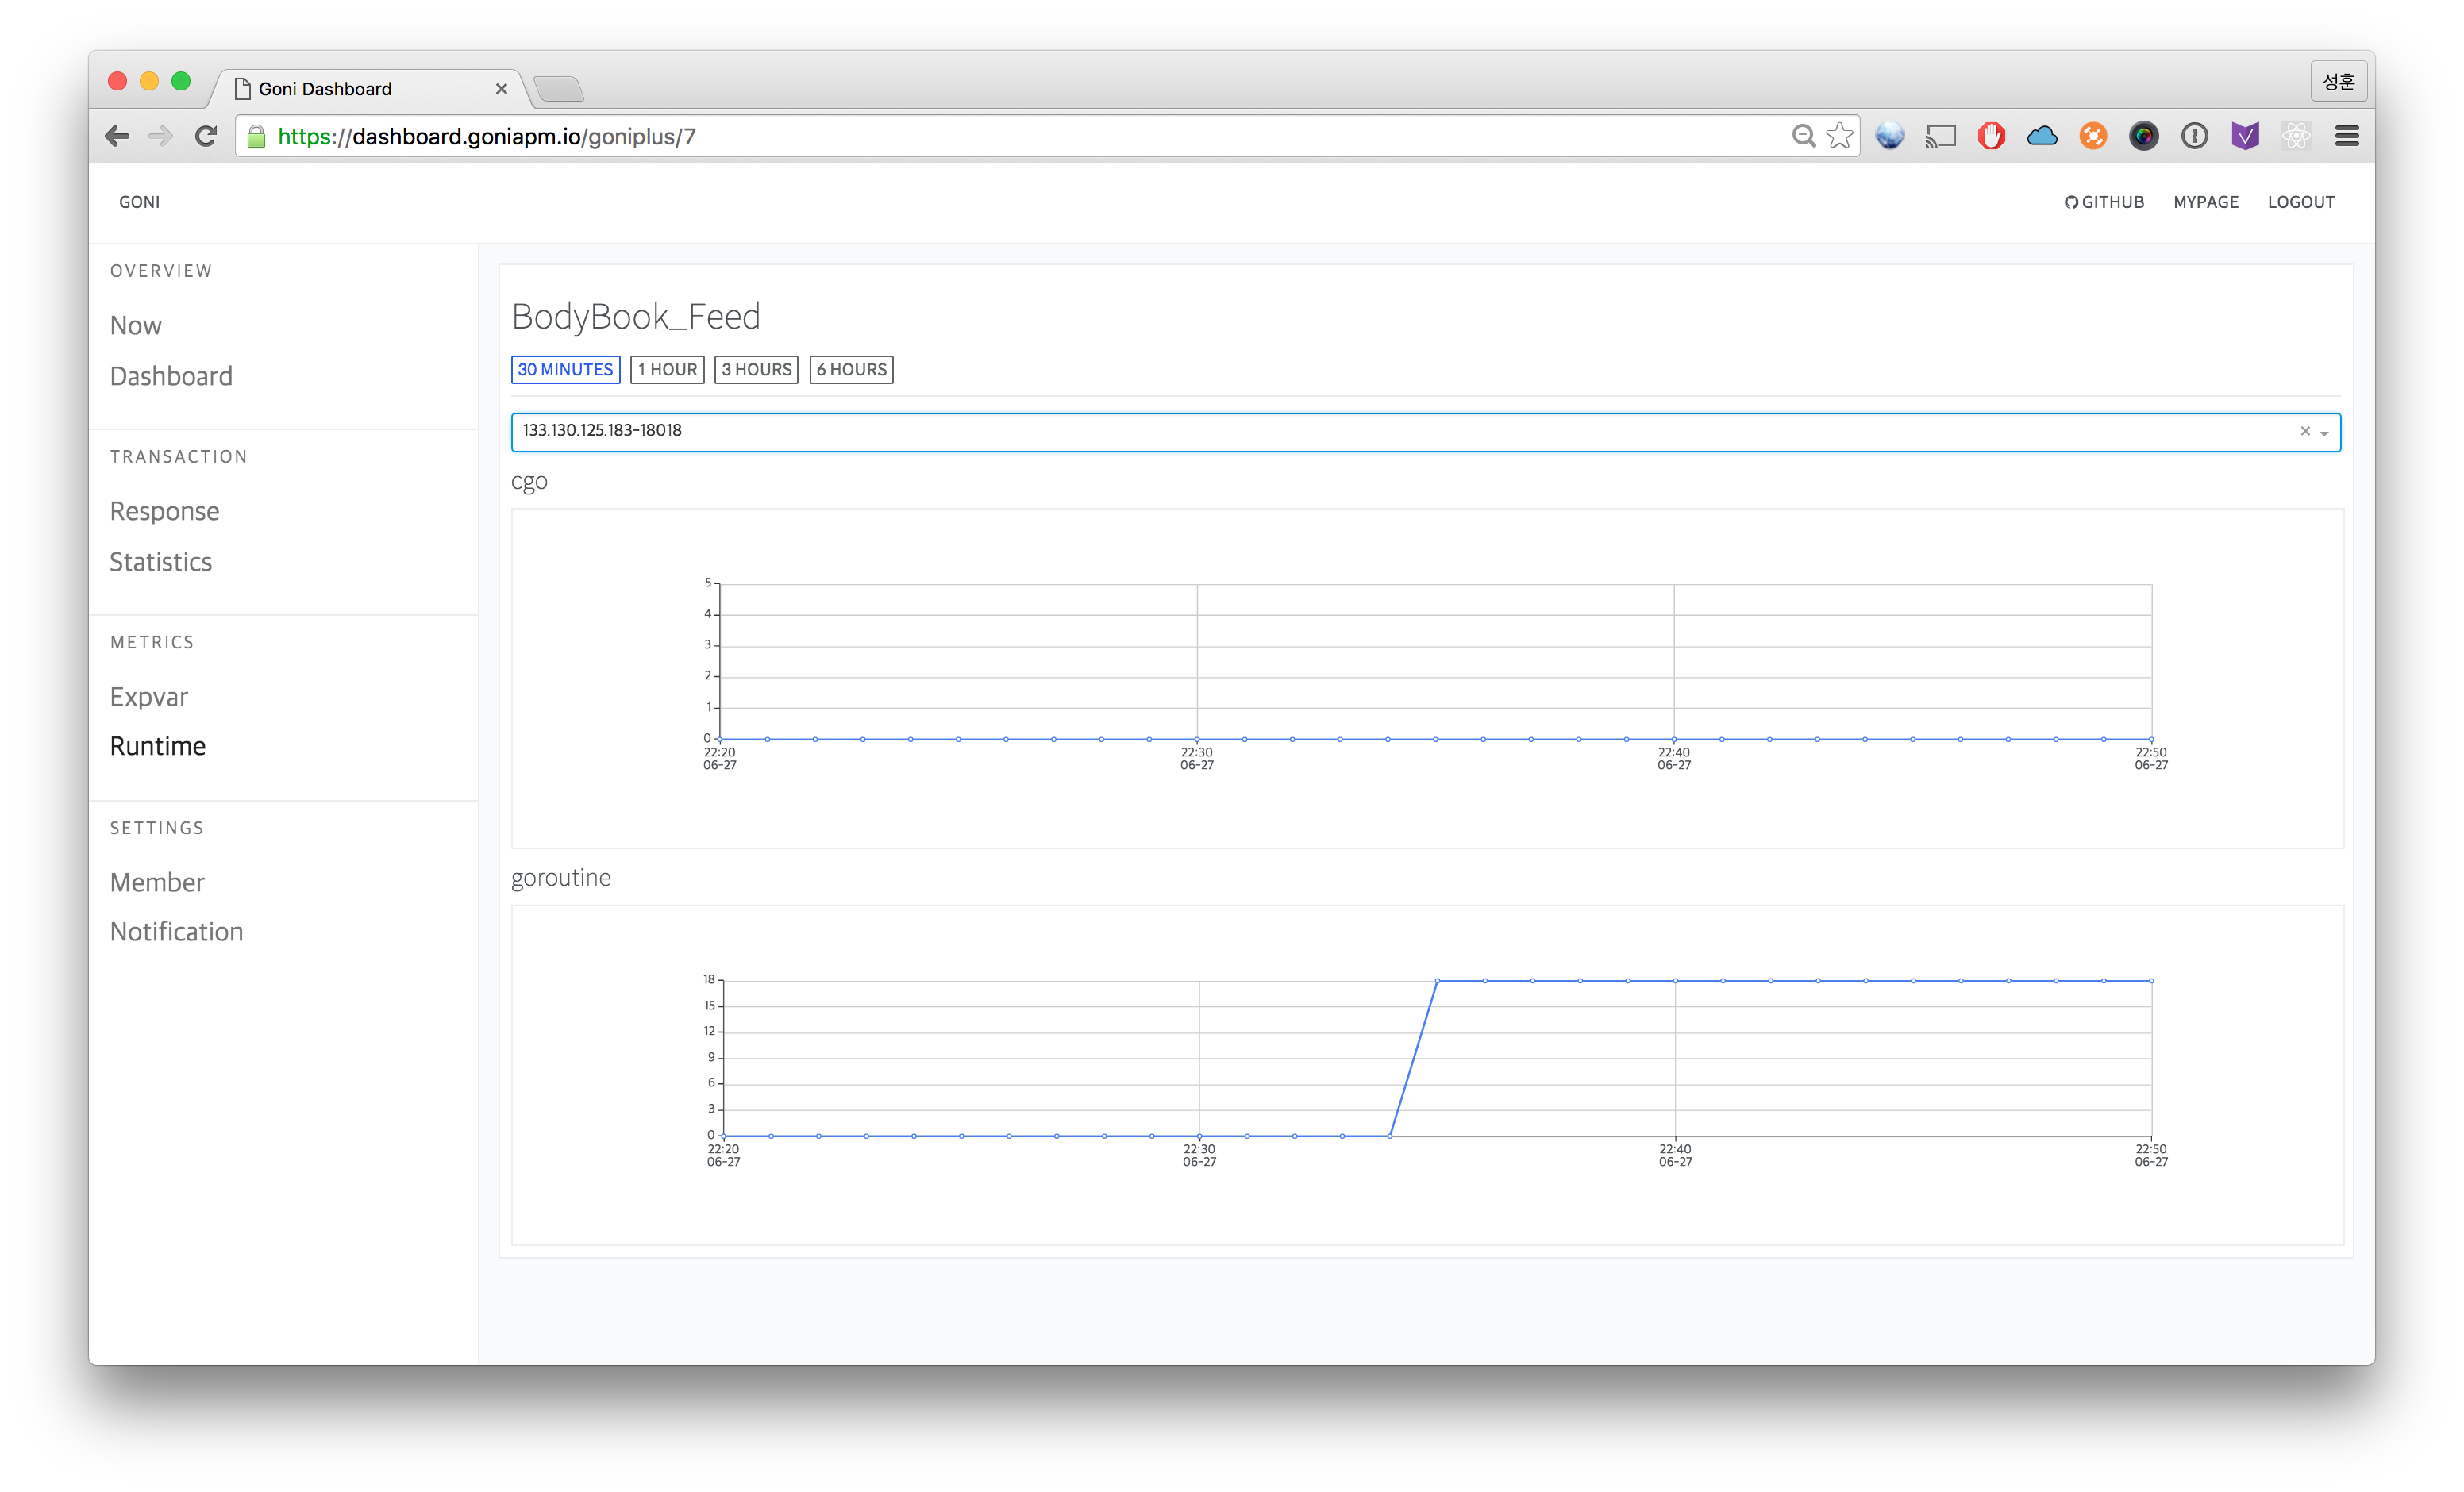 Goni Dashboard
성훈
https://dashboard.goniapm.io/goniplus/7
GONI
GITHUB MYPAGE LOGOUT
OVERVIEW
Now
Dashboard
TRANSACTION
Response
Statistics
METRICS
Expvar
Runtime
SETTINGS
Member
Notification
BodyBook_Feed
30 MINUTES 1 HOUR 3 HOURS 6 HOURS
133.130.125.183-18018
cgo
5
4
3
2
1
0
22:20 22:30 22:40 22:50
06-27 06-27 06-27 06-27
goroutine
18
15
12
9
6
3
0
22:20 22:30 22:40 22:50
06-27 06-27 06-27 06-27